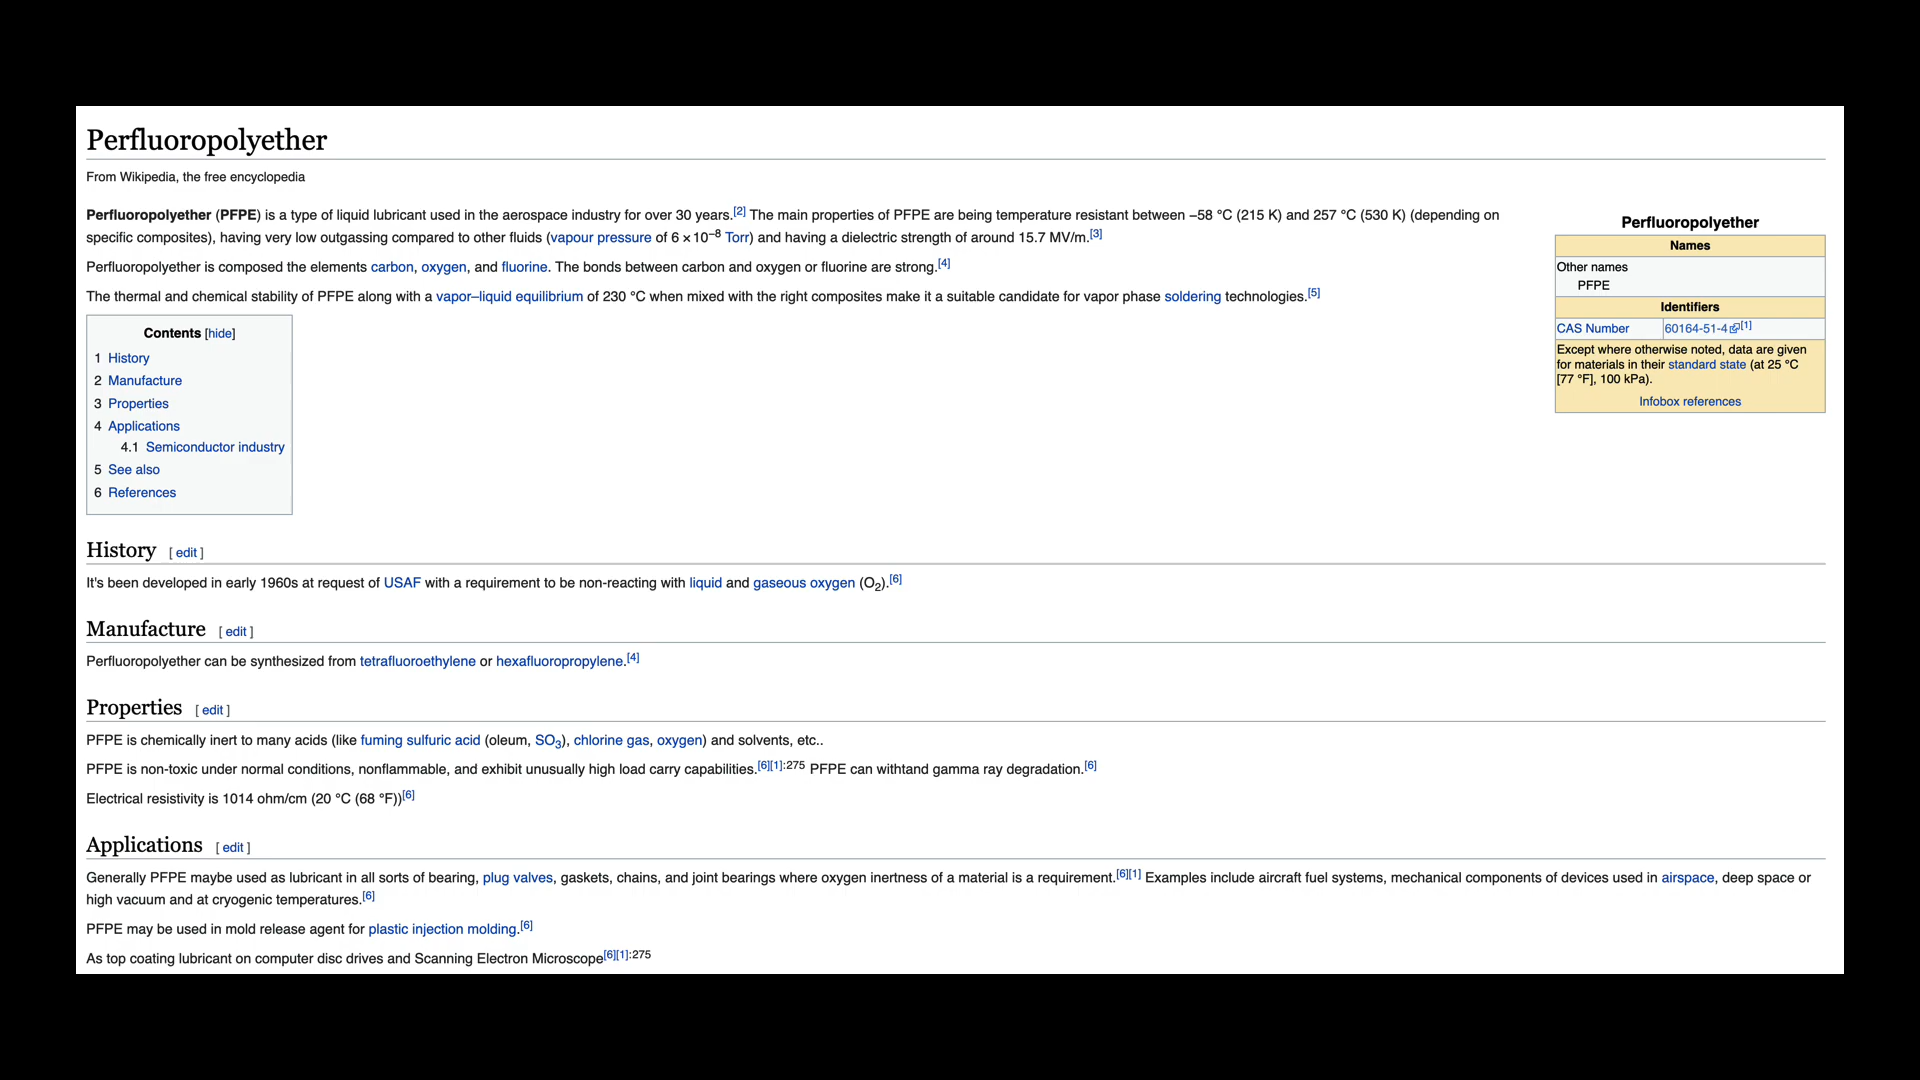 Perfluoropolyether
From Wikipedia, the free encyclopedia
Perfluoropolyether (PFPE) is a type of liquid lubricant used in the aerospace industry for over 30 years.[2] The main properties of PFPE are being temperature resistant between −58 °C (215 K) and 257 °C (530 K) (depending on
specific composites), having very low outgassing compared to other fluids (vapour pressure of 6 × 10−8 Torr) and having a dielectric strength of around 15.7 MV/m.[3]
Perfluoropolyether is composed the elements carbon, oxygen, and fluorine. The bonds between carbon and oxygen or fluorine are strong.[4]
The thermal and chemical stability of PFPE along with a vapor–liquid equilibrium of 230 °C when mixed with the right composites make it a suitable candidate for vapor phase soldering technologies.[5]
Perfluoropolyether
Names
Other names
PFPE
Identifiers
CAS Number 60164-51-4[1]
Except where otherwise noted, data are given
for materials in their standard state (at 25 °C
[77 °F], 100 kPa).
Infobox references
Contents [hide]
1 History
2 Manufacture
3 Properties
4 Applications
4.1 Semiconductor industry
5 See also
6 References
History [ edit ]
It's been developed in early 1960s at request of USAF with a requirement to be non-reacting with liquid and gaseous oxygen (O2).[6]
Manufacture [ edit ]
Perfluoropolyether can be synthesized from tetrafluoroethylene or hexafluoropropylene.[4]
Properties [ edit ]
PFPE is chemically inert to many acids (like fuming sulfuric acid (oleum, SO3), chlorine gas, oxygen) and solvents, etc..
PFPE is non-toxic under normal conditions, nonflammable, and exhibit unusually high load carry capabilities.[6][1]:275 PFPE can withtand gamma ray degradation.[6]
Electrical resistivity is 1014 ohm/cm (20 °C (68 °F))[6]
Applications [ edit ]
Generally PFPE maybe used as lubricant in all sorts of bearing, plug valves, gaskets, chains, and joint bearings where oxygen inertness of a material is a requirement.[6][1] Examples include aircraft fuel systems, mechanical components of devices used in airspace, deep space or
high vacuum and at cryogenic temperatures.[6]
PFPE may be used in mold release agent for plastic injection molding.[6]
As top coating lubricant on computer disc drives and Scanning Electron Microscope[6][1]:275